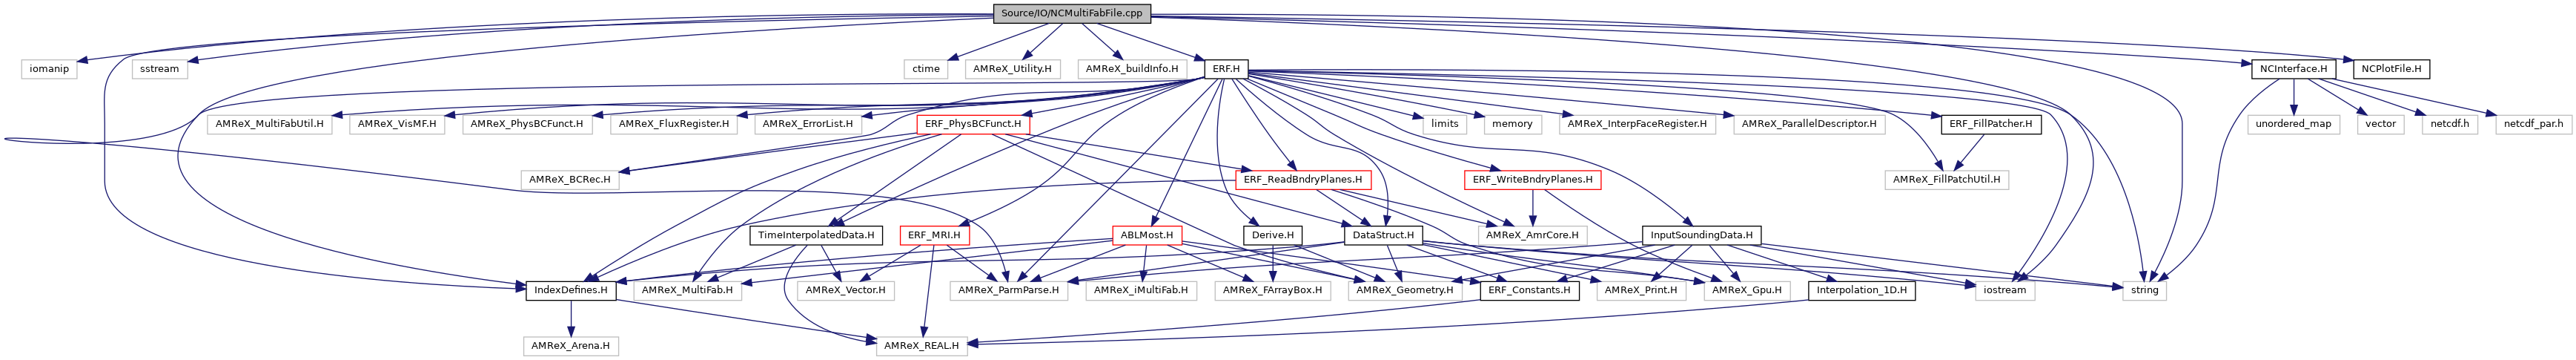 Source/IO/NCMultiFabFile.cpp
iomanip
sstream
ctime
AMReX_Utility.H
AMReX_buildInfo.H
ERF.H
NCInterface.H
NCPlotFile.H
AMReX_MultiFabUtil.H
AMReX_VisMF.H
AMReX_PhysBCFunct.H
AMReX_FluxRegister.H
AMReX_ErrorList.H
ERF_PhysBCFunct.H
limits
memory
AMReX_InterpFaceRegister.H
AMReX_ParallelDescriptor.H
ERF_FillPatcher.H
unordered_map
vector
netcdf.h
netcdf_par.h
AMReX_BCRec.H
ERF_ReadBndryPlanes.H
ERF_WriteBndryPlanes.H
AMReX_FillPatchUtil.H
TimeInterpolatedData.H
ERF_MRI.H
ABLMost.H
Derive.H
DataStruct.H
AMReX_AmrCore.H
InputSoundingData.H
IndexDefines.H
AMReX_MultiFab.H
AMReX_Vector.H
AMReX_ParmParse.H
AMReX_iMultiFab.H
AMReX_FArrayBox.H
AMReX_Geometry.H
ERF_Constants.H
AMReX_Print.H
AMReX_Gpu.H
Interpolation_1D.H
iostream
string
AMReX_Arena.H
AMReX_REAL.H